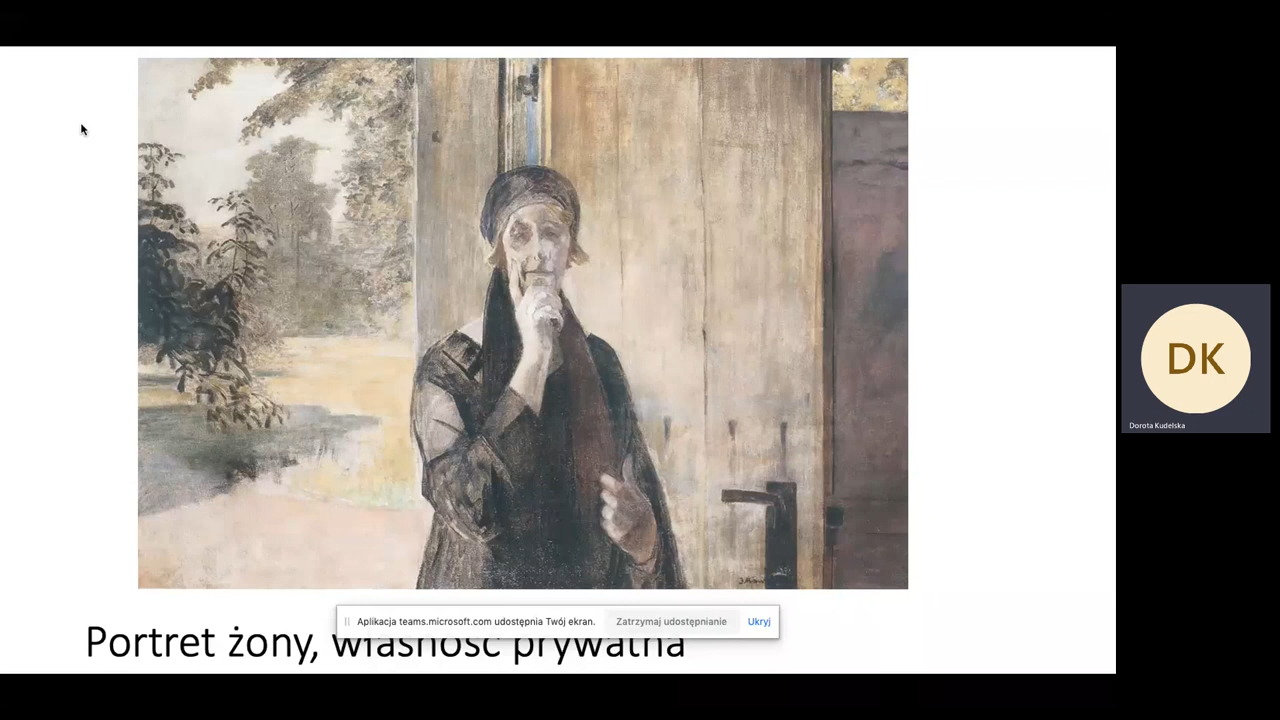 Aplikacja teams.microsoft.com udostępnia Twój ekran. Zatrzymaj udostępnianie Ukryj
Portret żony, własność prywatna
DK
Dorota Kudelska